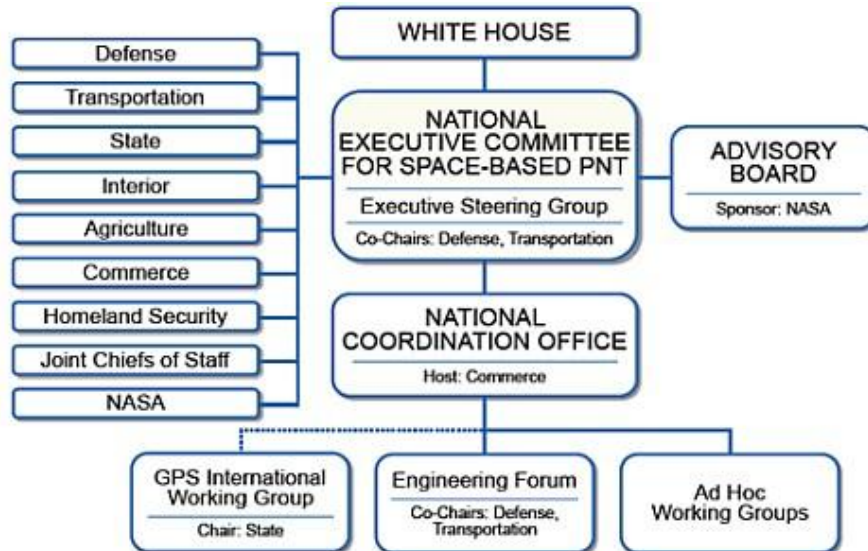 WHITE HOUSE
Defense
Transportation
State
Interior
Agriculture
Commerce
Homeland Security
Joint Chiefs of Staff
NASA
NATIONAL
EXECUTIVE COMMITTEE
FOR SPACE-BASED PNT
Executive Steering Group
Co-Chairs: Defense, Transportation
ADVISORY
BOARD
Sponsor: NASA
NATIONAL
COORDINATION OFFICE
Host: Commerce
GPS International
Working Group
Chair: State
Engineering Forum
Co-Chairs: Defense,
Transportation
Ad Hoc
Working Groups